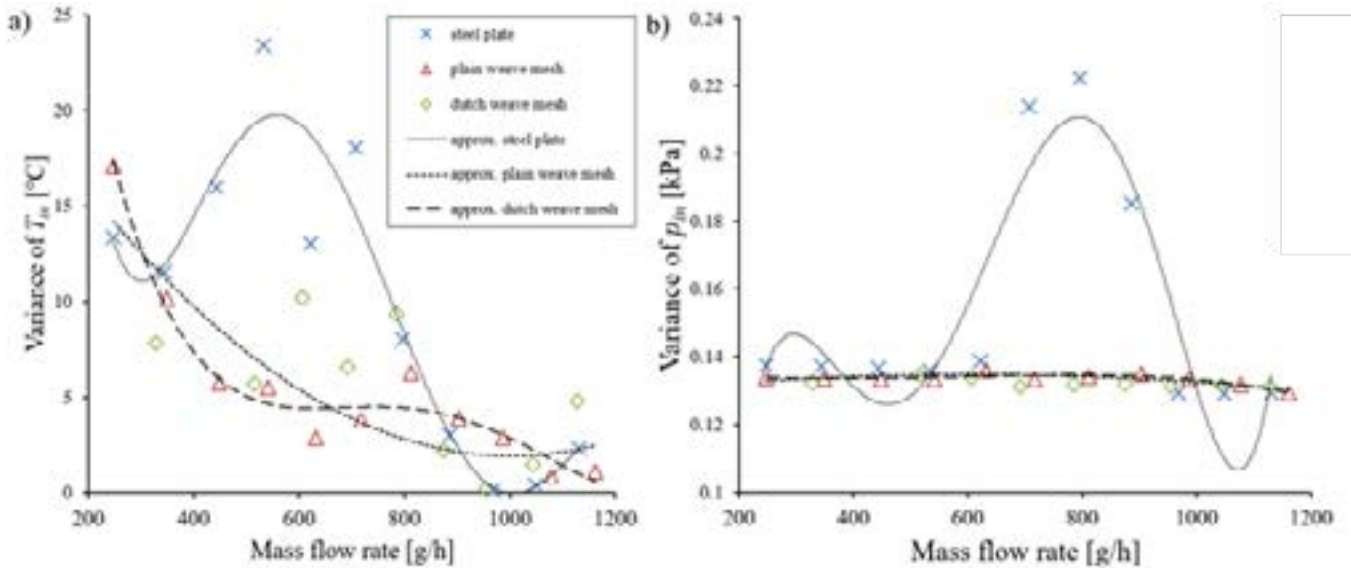 a)
25
20
15
10
5
0
Variance of T_in [°C]
200
400
600
800
1000
1200
Mass flow rate [g/h]
steel plate
plain weave mesh
dutch weave mesh
approx. steel plate
approx. plain weave mesh
approx. dutch weave mesh
b)
0.24
0.22
0.2
0.18
0.16
0.14
0.12
0.1
Variance of p_in [kPa]
200
400
600
800
1000
1200
Mass flow rate [g/h]